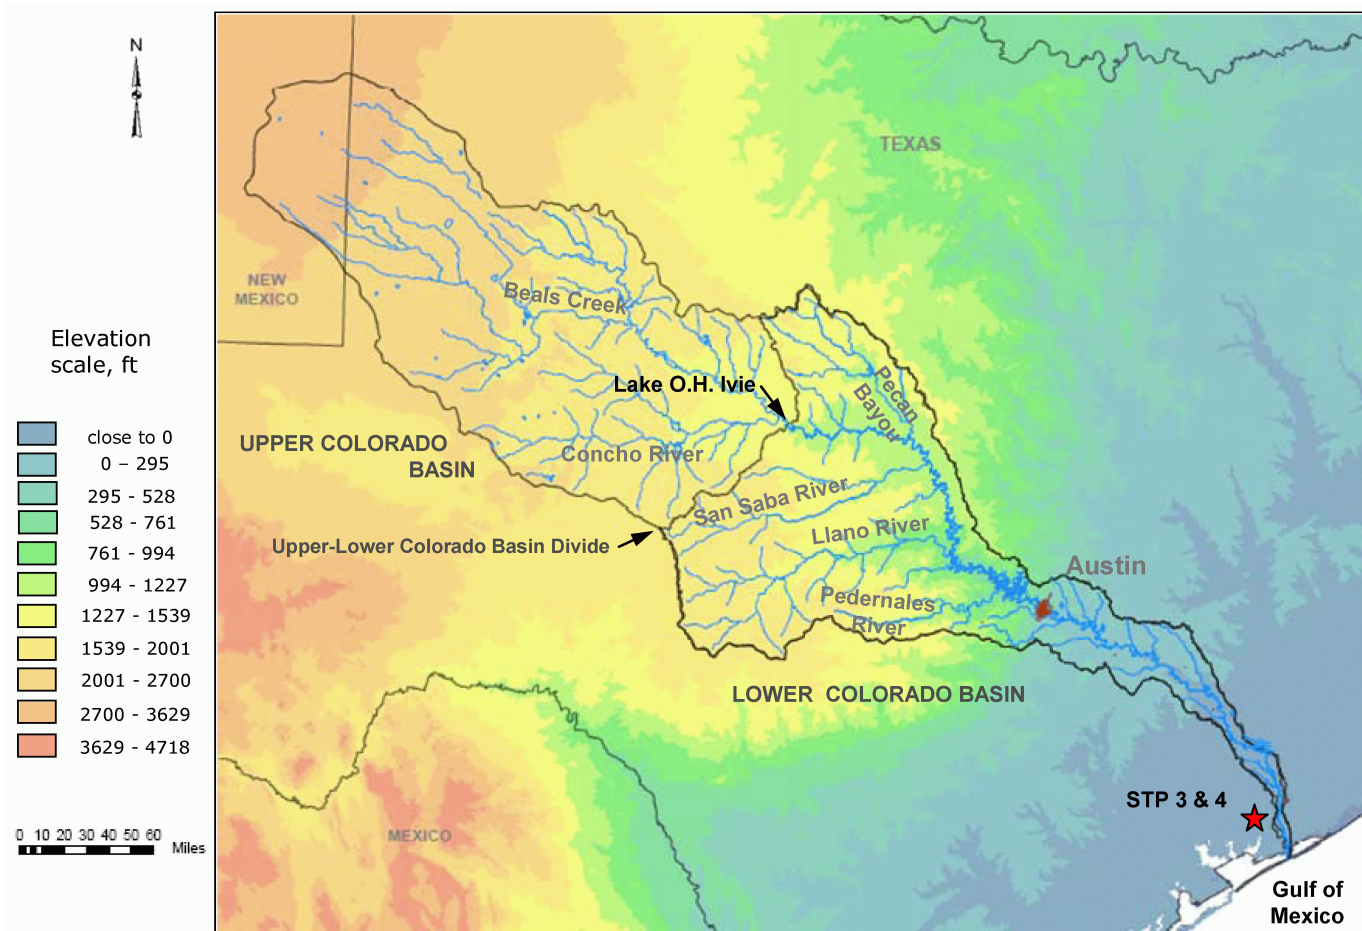 N
TEXAS
NEW
MEXICO
Beals Creek
Elevation
scale, ft
Lake O.H. Ivie
Pecan
Bayou
close to 0
0 – 295
295 - 528
528 - 761
761 - 994
994 - 1227
1227 - 1539
1539 - 2001
2001 - 2700
2700 - 3629
3629 - 4718
UPPER COLORADO
BASIN
Concho River
San Saba River
Llano River
Upper-Lower Colorado Basin Divide
Austin
Pedernales
River
LOWER COLORADO BASIN
STP 3 & 4
MEXICO
0 10 20 30 40 50 60
Miles
Gulf of
Mexico